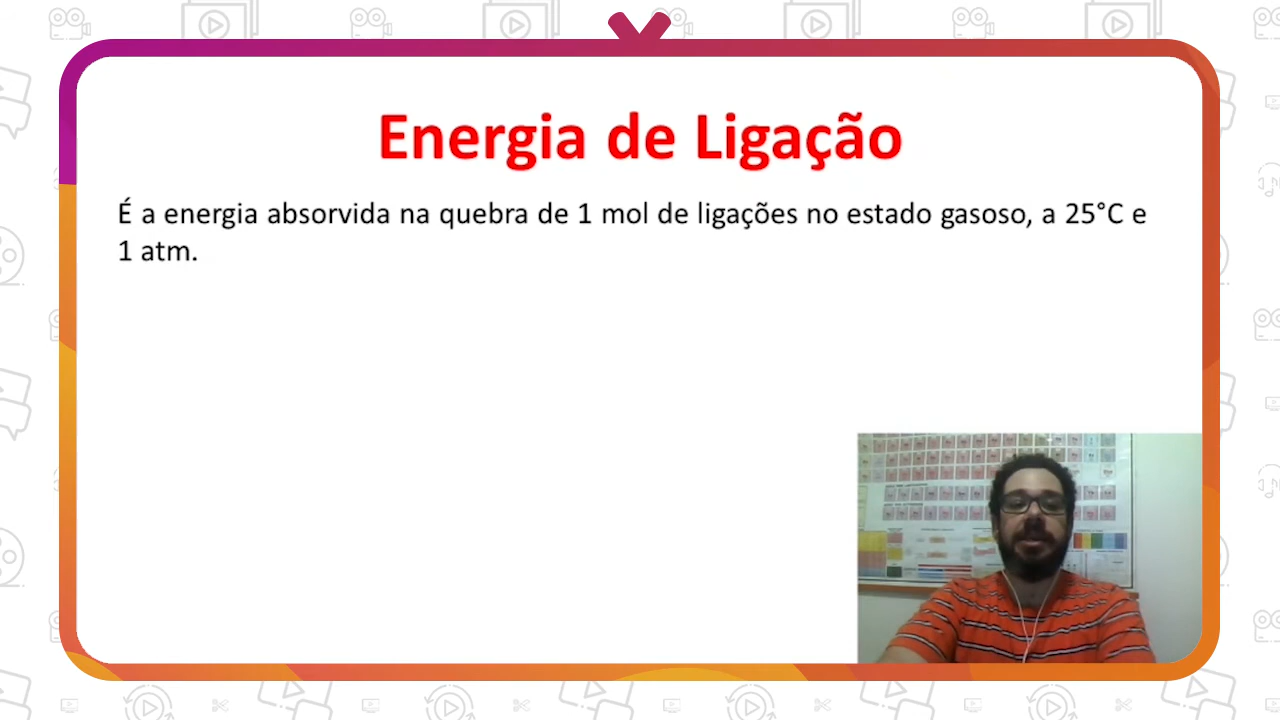 Energia de Ligação
É a energia absorvida na quebra de 1 mol de ligações no estado gasoso, a 25°C e
1 atm.